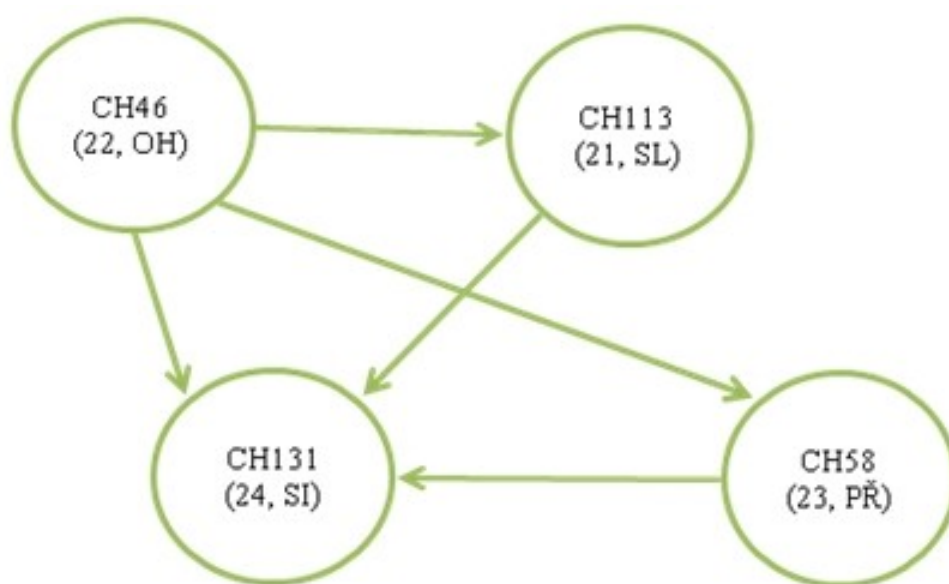 CH46
(22, OH)
CH113
(21, SL)
CH131
(24, SI)
CH58
(23, PŘ)